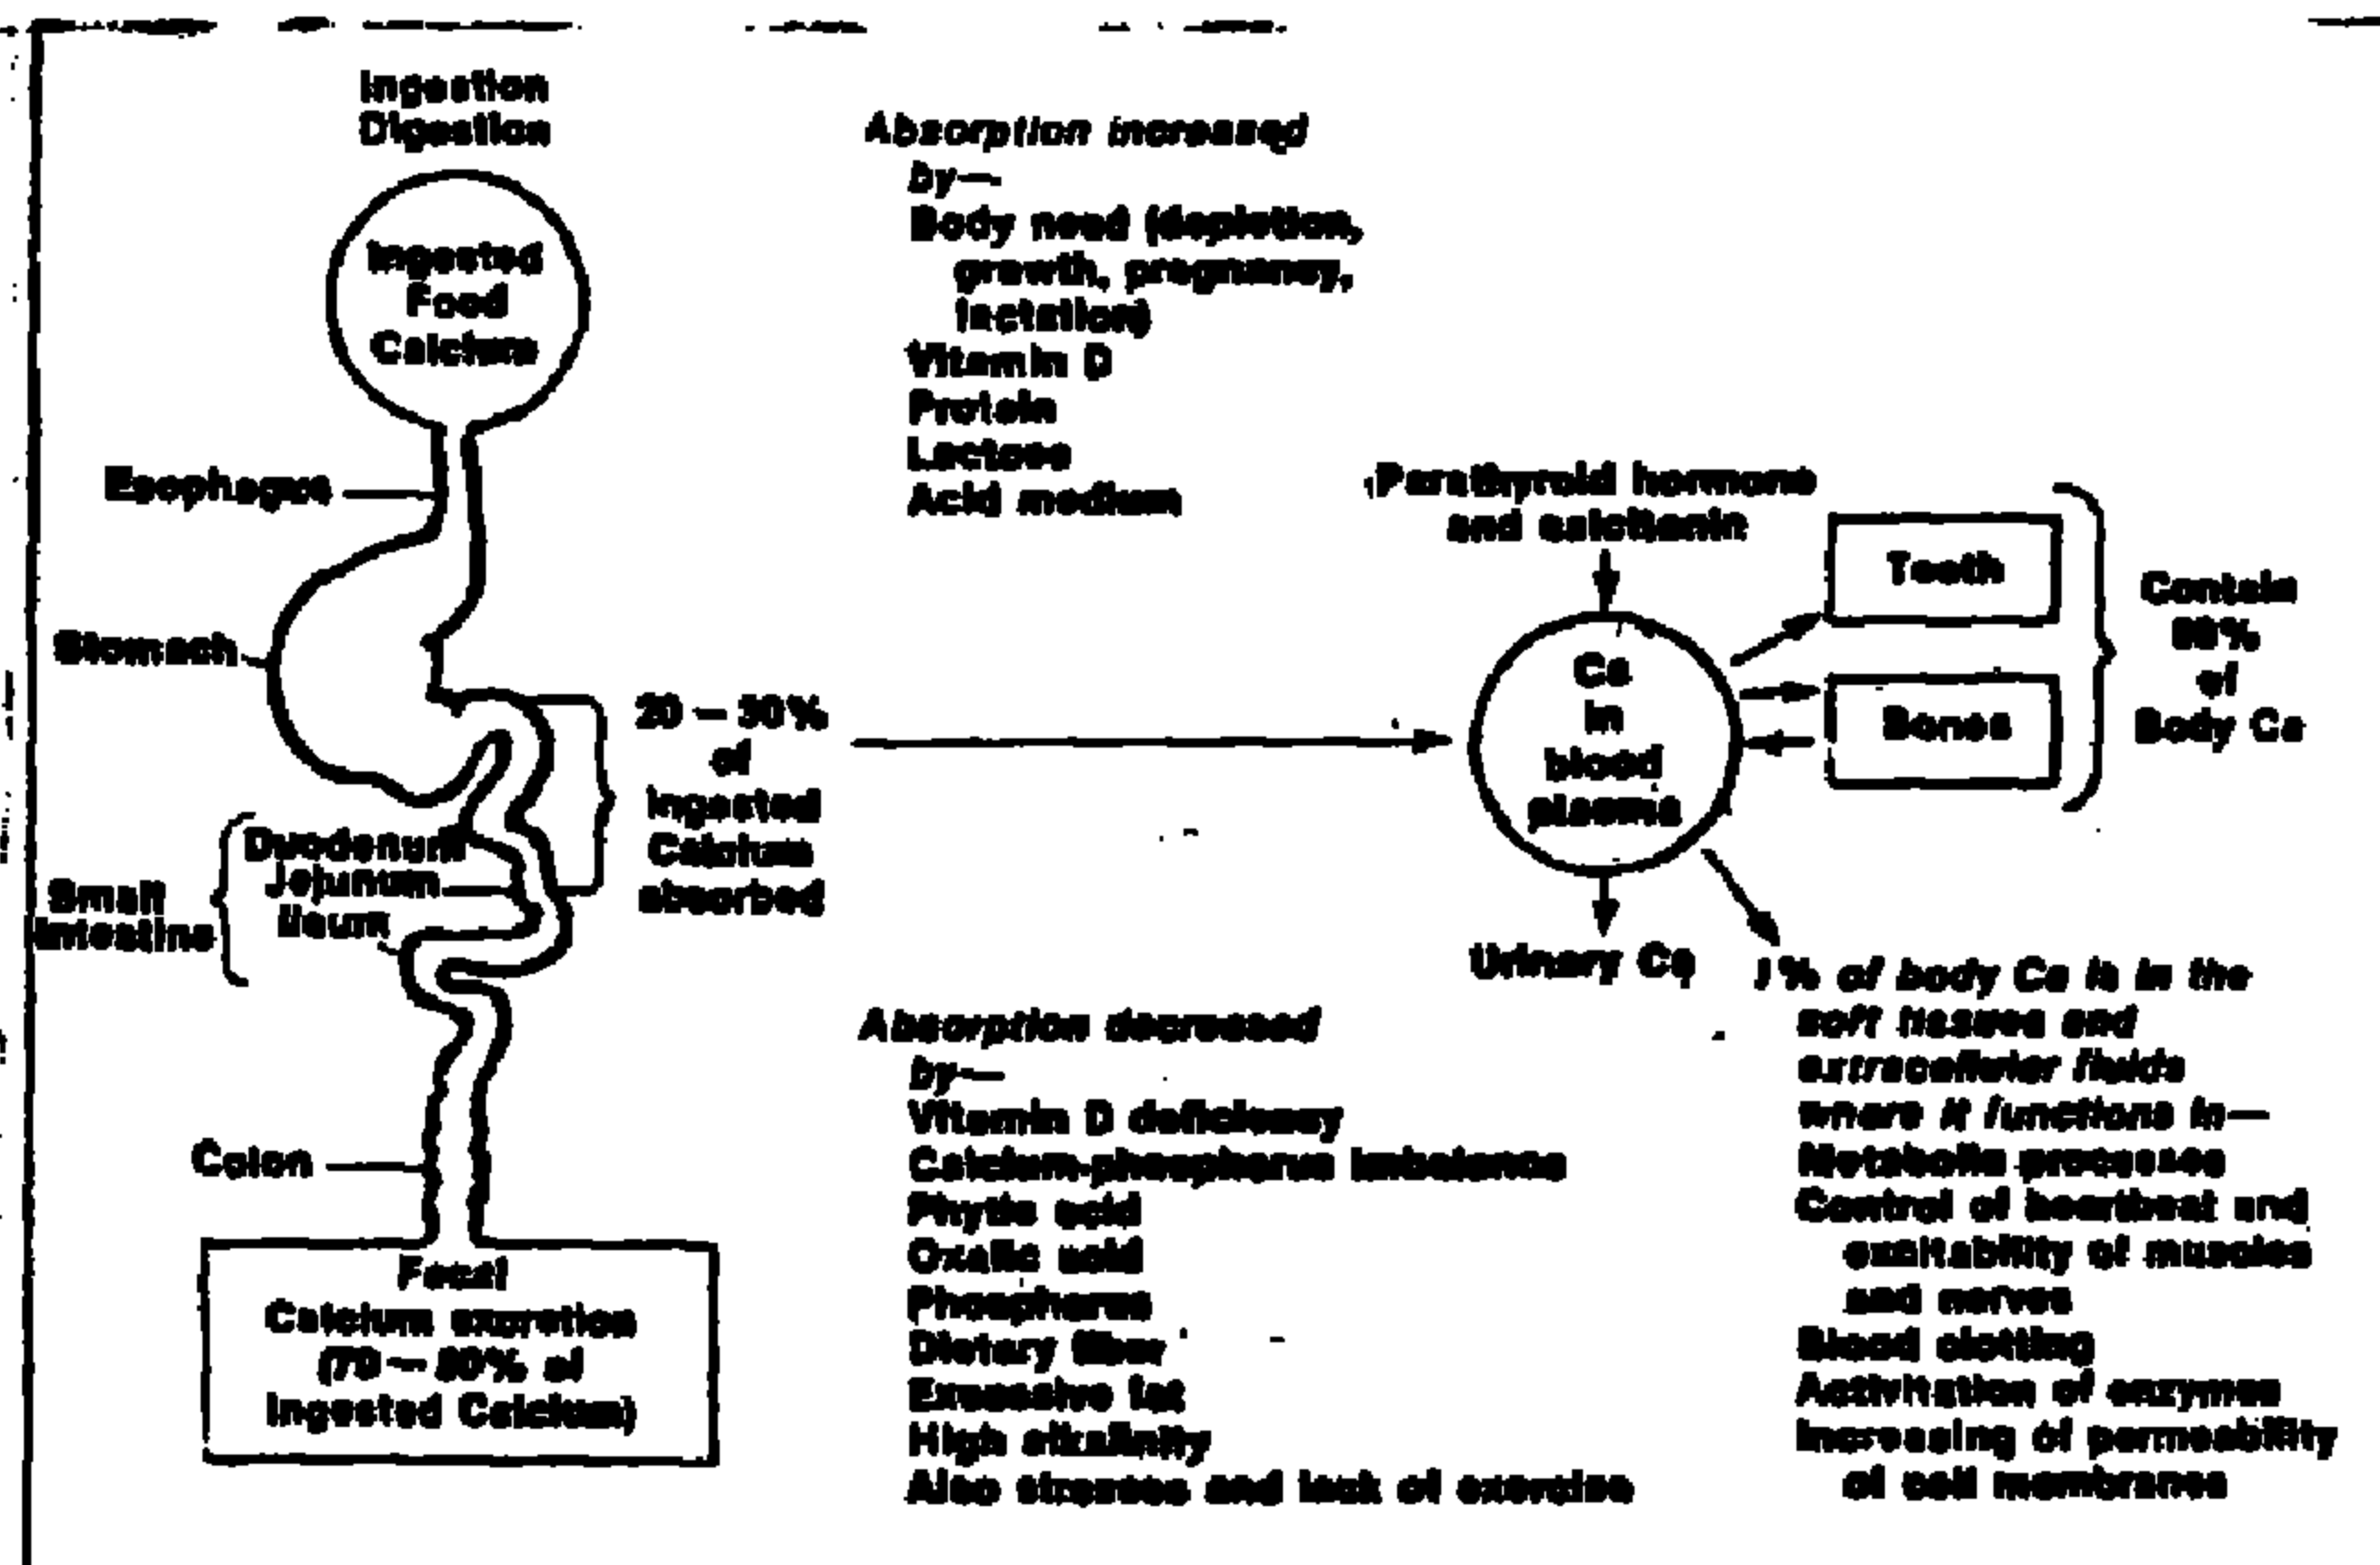 Ingestion
Digestion
Ingested
Food
Calcium
Esophagus
Stomach
Small
Intestine
Duodenum
Jejunum
Ileum
Colon
Fecal
Calcium excretion
(70 — 80% of
Ingested Calcium)
20 — 30%
of
Ingested
Calcium
absorbed
Absorption increased
by—
Body need (depletion,
growth, pregnancy,
lactation)
Vitamin D
Protein
Lactose
Acid medium
Absorption decreased
by—
Vitamin D deficiency
Calcium-phosphorus imbalance
Phytic acid
Oxalic acid
Phosphorus
Dietary fiber
Excessive fat
High alkalinity
Also stresses and lack of exercise
Parathyroid hormone
and calcitonin
Ca
in
blood
plasma
Urinary Ca
Teeth
Bones
Contain
of
Body Ca
1% of body Ca is in the
soft tissues and
extracellular fluids
where it functions in—
Metabolic processes
Control of heartbeat and
excitability of muscles
and nerves
Blood clotting
Activation of enzymes
Increasing of permeability
of cell membranes